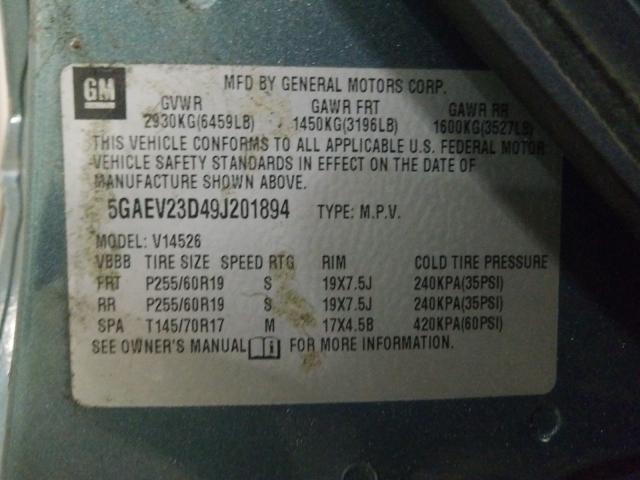 GM
MFD BY GENERAL MOTORS CORP.
GVWR GAWR FRT GAWR RR
2930KG(6459LB) 1450KG(3196LB) 1600KG(3527LB)
THIS VEHICLE CONFORMS TO ALL APPLICABLE U.S. FEDERAL MOTOR
VEHICLE SAFETY STANDARDS IN EFFECT ON THE DATE OF
MANUFACTURE SHOWN ABOVE.
5GAEV23D49J201894 TYPE: M.P.V.
MODEL: V14526
VBBB TIRE SIZE SPEED RTG RIM COLD TIRE PRESSURE
FRT P255/60R19 S 19X7.5J 240KPA(35PSI)
RR P255/60R19 S 19X7.5J 240KPA(35PSI)
SPA T145/70R17 M 17X4.5B 420KPA(60PSI)
SEE OWNER'S MANUAL i FOR MORE INFORMATION.